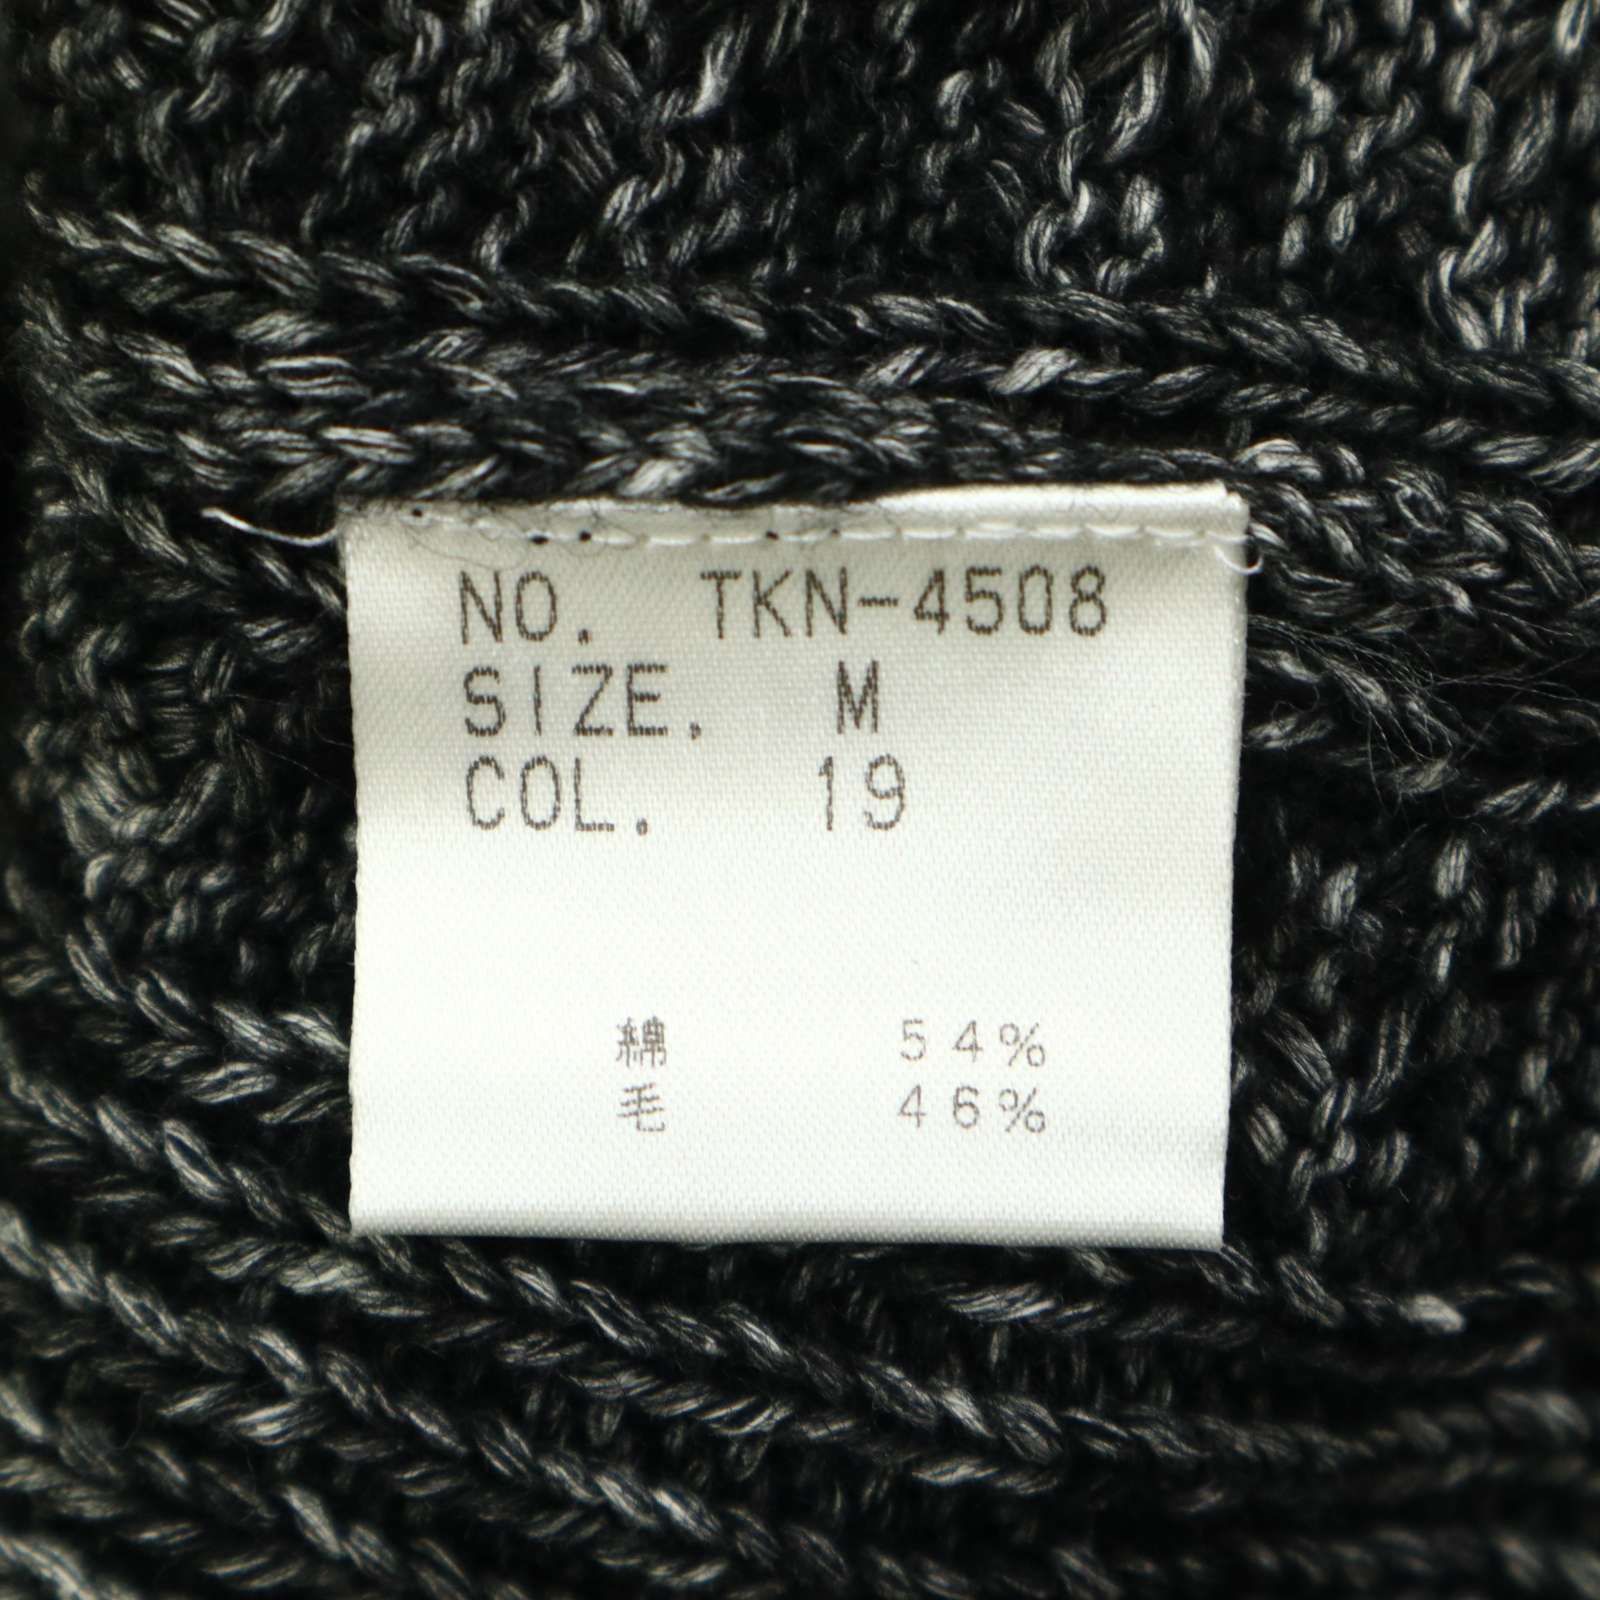 NO. TKN-4508
SIZE. M
COL. 19
綿 54%
毛 46%